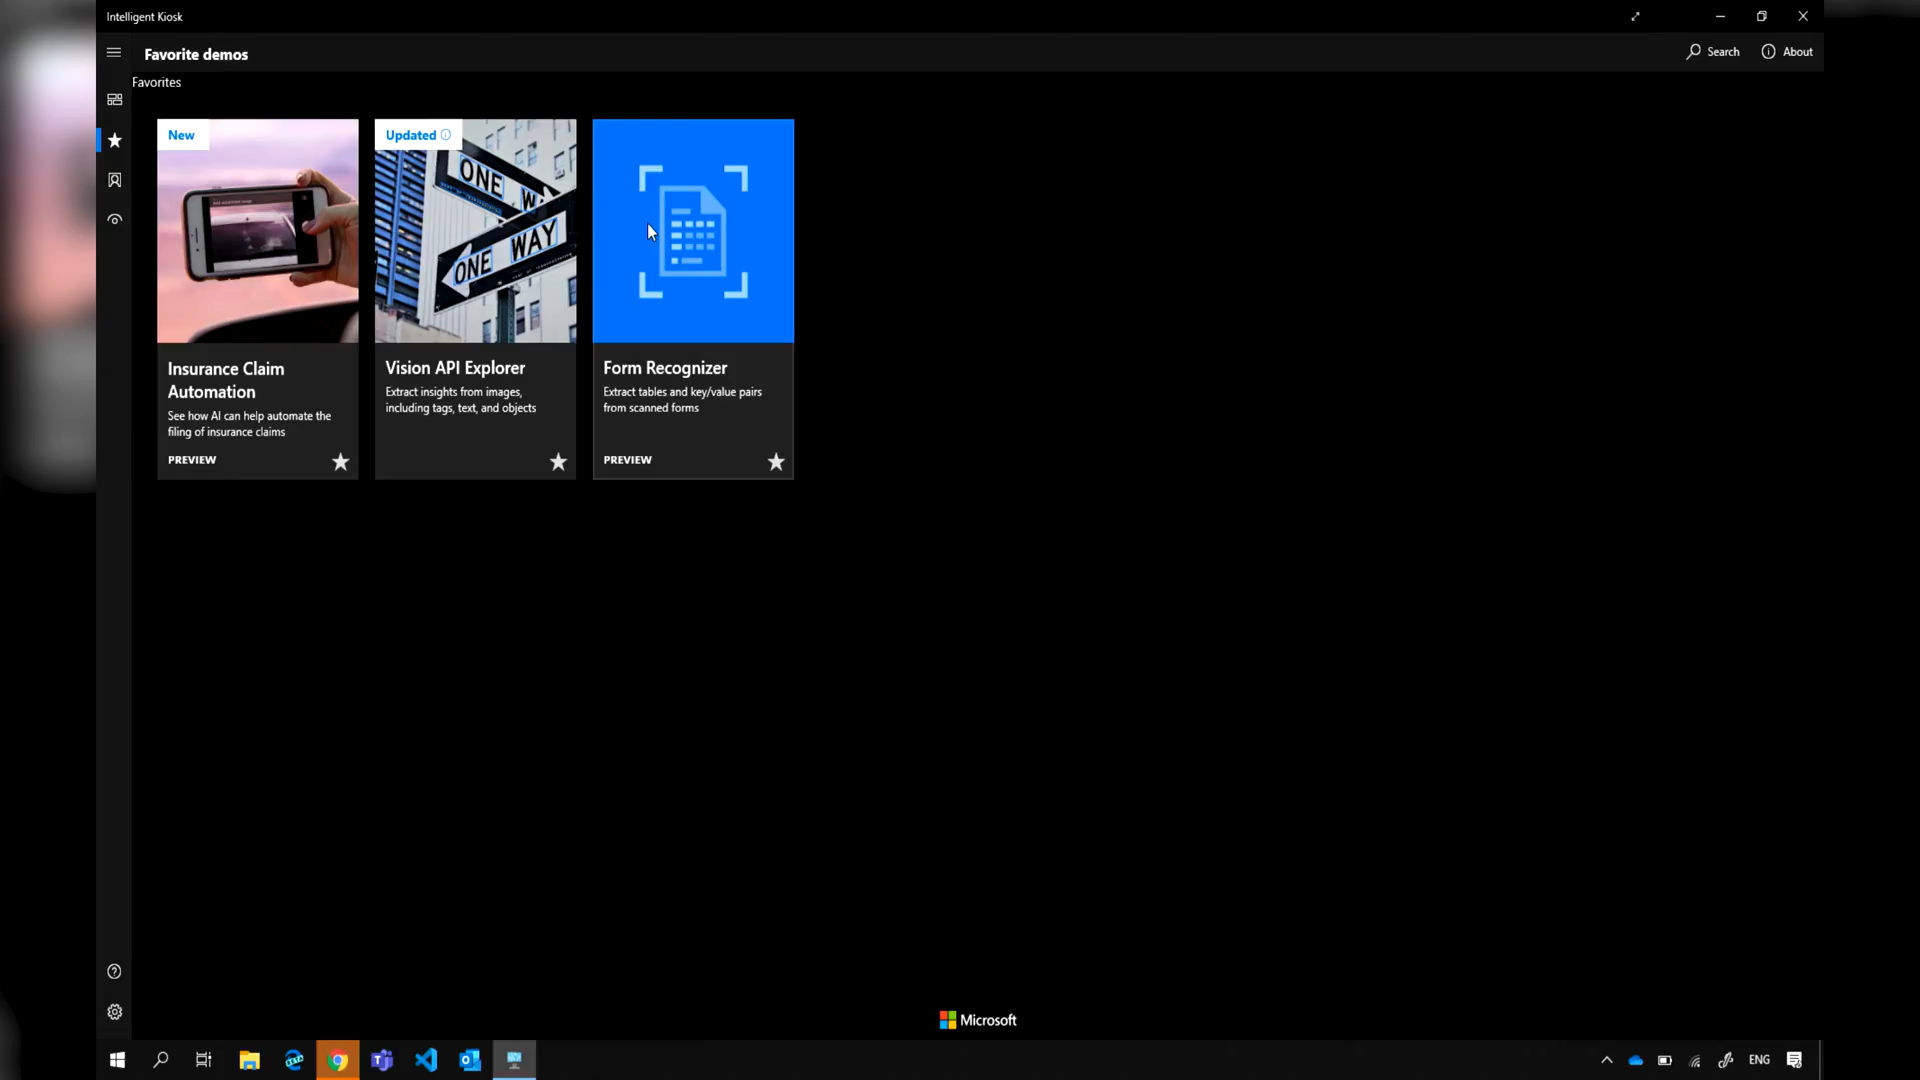 Intelligent Kiosk
Favorite demos
Search
About
Favorites
New
Updated
ONE W
ONE WAY
Insurance Claim
Automation
See how AI can help automate the
filing of insurance claims
PREVIEW
Vision API Explorer
Extract insights from images,
including tags, text, and objects
Form Recognizer
Extract tables and key/value pairs
from scanned forms
PREVIEW
Microsoft
ENG